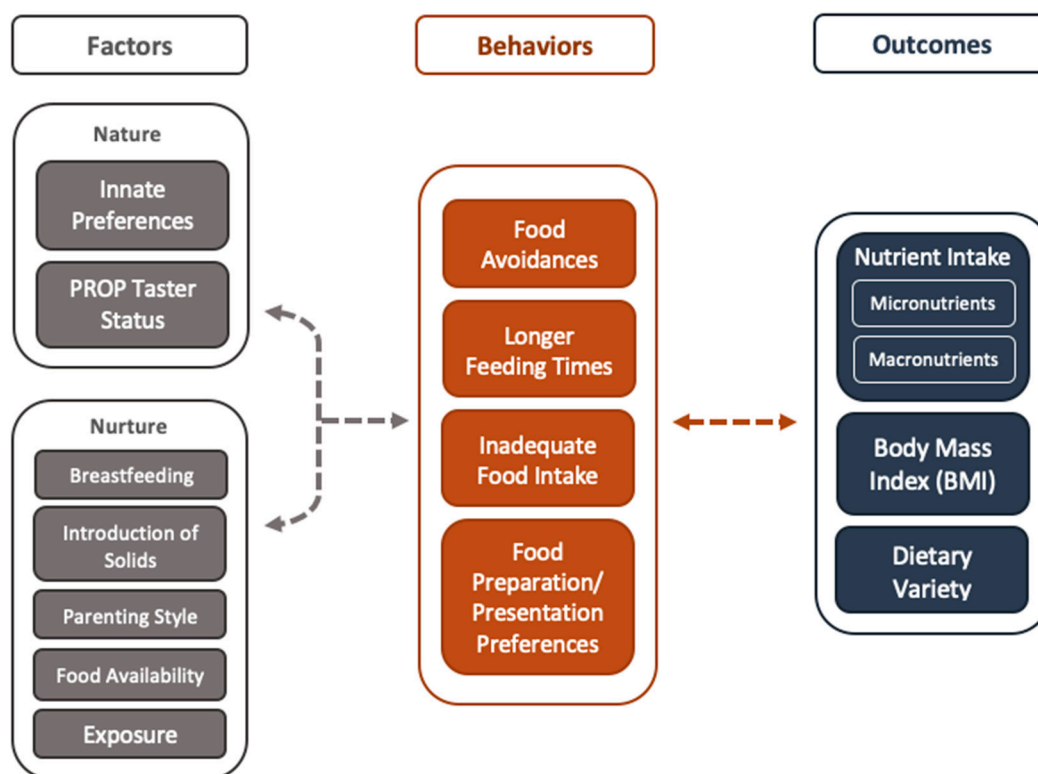 Factors
Behaviors
Outcomes
Nature
Innate
Preferences
PROP Taster
Status
Nurture
Breastfeeding
Introduction of
Solids
Parenting Style
Food Availability
Exposure
Food
Avoidances
Longer
Feeding Times
Inadequate
Food Intake
Food
Preparation/
Presentation
Preferences
Nutrient Intake
Micronutrients
Macronutrients
Body Mass
Index (BMI)
Dietary
Variety